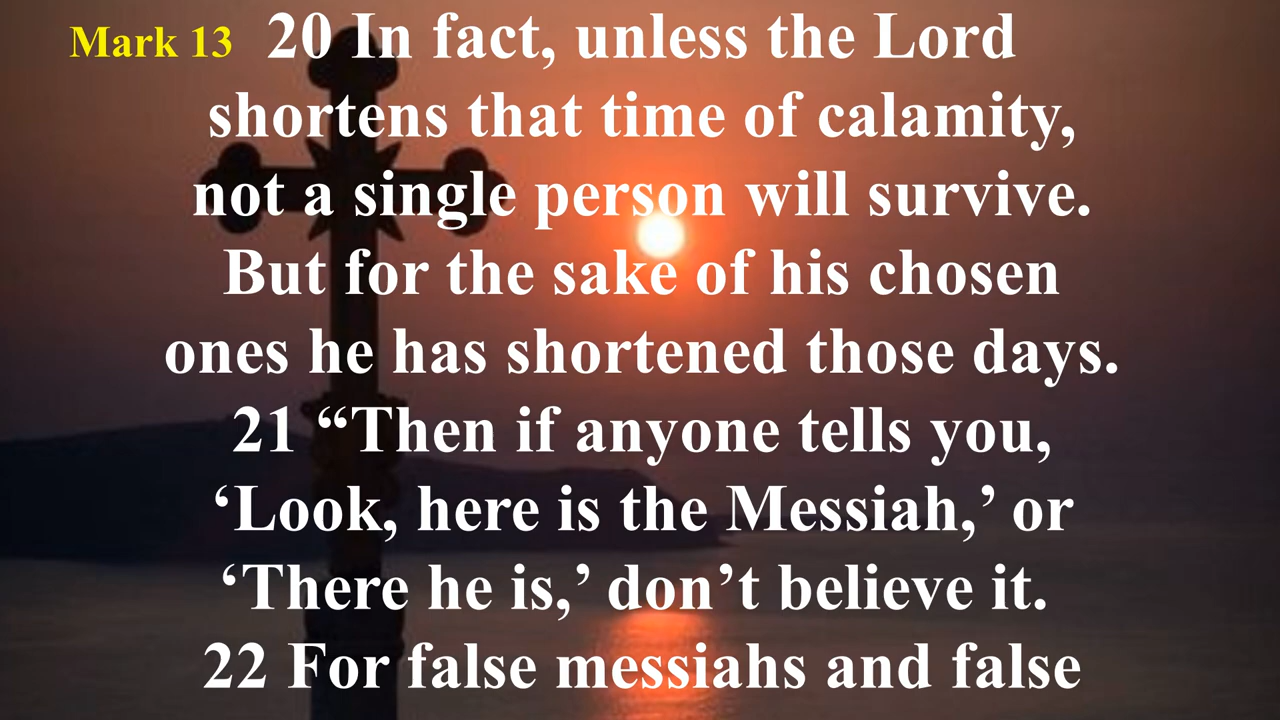 Mark 13 20 In fact, unless the Lord
shortens that time of calamity,
not a single person will survive.
But for the sake of his chosen
ones he has shortened those days.
21 “Then if anyone tells you,
‘Look, here is the Messiah,’ or
‘There he is,’ don’t believe it.
22 For false messiahs and false